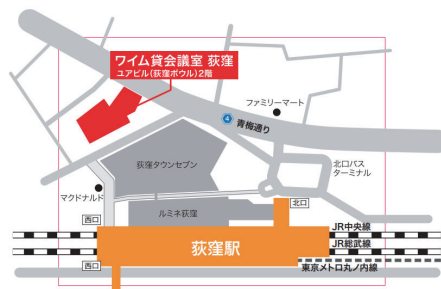 ワイム貸会議室 荻窪
ユアビル(荻窪ボウル)2階
ファミリーマート
4
青梅通り
荻窪タウンセブン
北口バス
ターミナル
マクドナルド
ルミネ荻窪
北口
西口
荻窪駅
JR中央線
JR総武線
西口
東京メトロ丸ノ内線